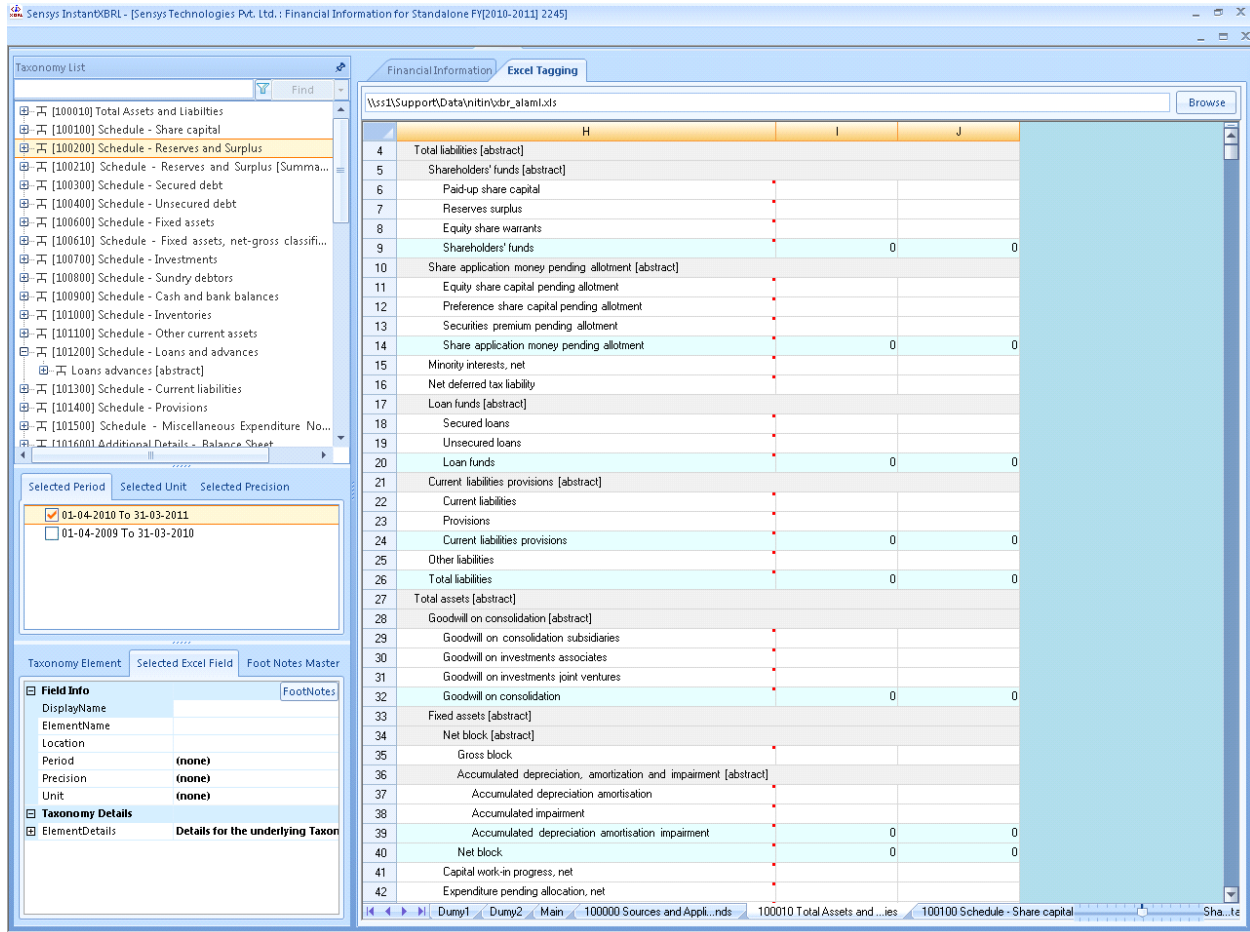 Sensys InstantXBRL - [Sensys Technologies Pvt. Ltd. : Financial Information for Standalone FY[2010-2011] 2245]
Taxonomy List
Find
[100010] Total Assets and Liabilties
[100100] Schedule - Share capital
[100200] Schedule - Reserves and Surplus
[100210] Schedule - Reserves and Surplus [Summa...
[100300] Schedule - Secured debt
[100400] Schedule - Unsecured debt
[100600] Schedule - Fixed assets
[100610] Schedule - Fixed assets, net-gross classifi...
[100700] Schedule - Investments
[100800] Schedule - Sundry debtors
[100900] Schedule - Cash and bank balances
[101000] Schedule - Inventories
[101100] Schedule - Other current assets
[101200] Schedule - Loans and advances
Loans advances [abstract]
[101300] Schedule - Current liabilities
[101400] Schedule - Provisions
[101500] Schedule - Miscellaneous Expenditure No...
[101600] Additional Details - Balance Sheet
Selected Period Selected Unit Selected Precision
01-04-2010 To 31-03-2011
01-04-2009 To 31-03-2010
Taxonomy Element Selected Excel Field Foot Notes Master
Field Info FootNotes
DisplayName
ElementName
Location
Period (none)
Precision (none)
Unit (none)
Taxonomy Details
ElementDetails Details for the underlying Taxon
Financial Information Excel Tagging
\\ss1\Support\Data\nitin\xbr_alaml.xls Browse
H I J
4 Total liabilities [abstract]
5 Shareholders' funds [abstract]
6 Paid-up share capital
7 Reserves surplus
8 Equity share warrants
9 Shareholders' funds 0 0
10 Share application money pending allotment [abstract]
11 Equity share capital pending allotment
12 Preference share capital pending allotment
13 Securities premium pending allotment
14 Share application money pending allotment 0 0
15 Minority interests, net
16 Net deferred tax liability
17 Loan funds [abstract]
18 Secured loans
19 Unsecured loans
20 Loan funds 0 0
21 Current liabilities provisions [abstract]
22 Current liabilities
23 Provisions
24 Current liabilities provisions 0 0
25 Other liabilities
26 Total liabilities 0 0
27 Total assets [abstract]
28 Goodwill on consolidation [abstract]
29 Goodwill on consolidation subsidiaries
30 Goodwill on investments associates
31 Goodwill on investments joint ventures
32 Goodwill on consolidation 0 0
33 Fixed assets [abstract]
34 Net block [abstract]
35 Gross block
36 Accumulated depreciation, amortization and impairment [abstract]
37 Accumulated depreciation amortisation
38 Accumulated impairment
39 Accumulated depreciation amortisation impairment 0 0
40 Net block 0 0
41 Capital work-in progress, net
42 Expenditure pending allocation, net
Dumy1 Dumy2 Main 100000 Sources and Appli...nds 100010 Total Assets and ...ies 100100 Schedule - Share capital Sha...ta